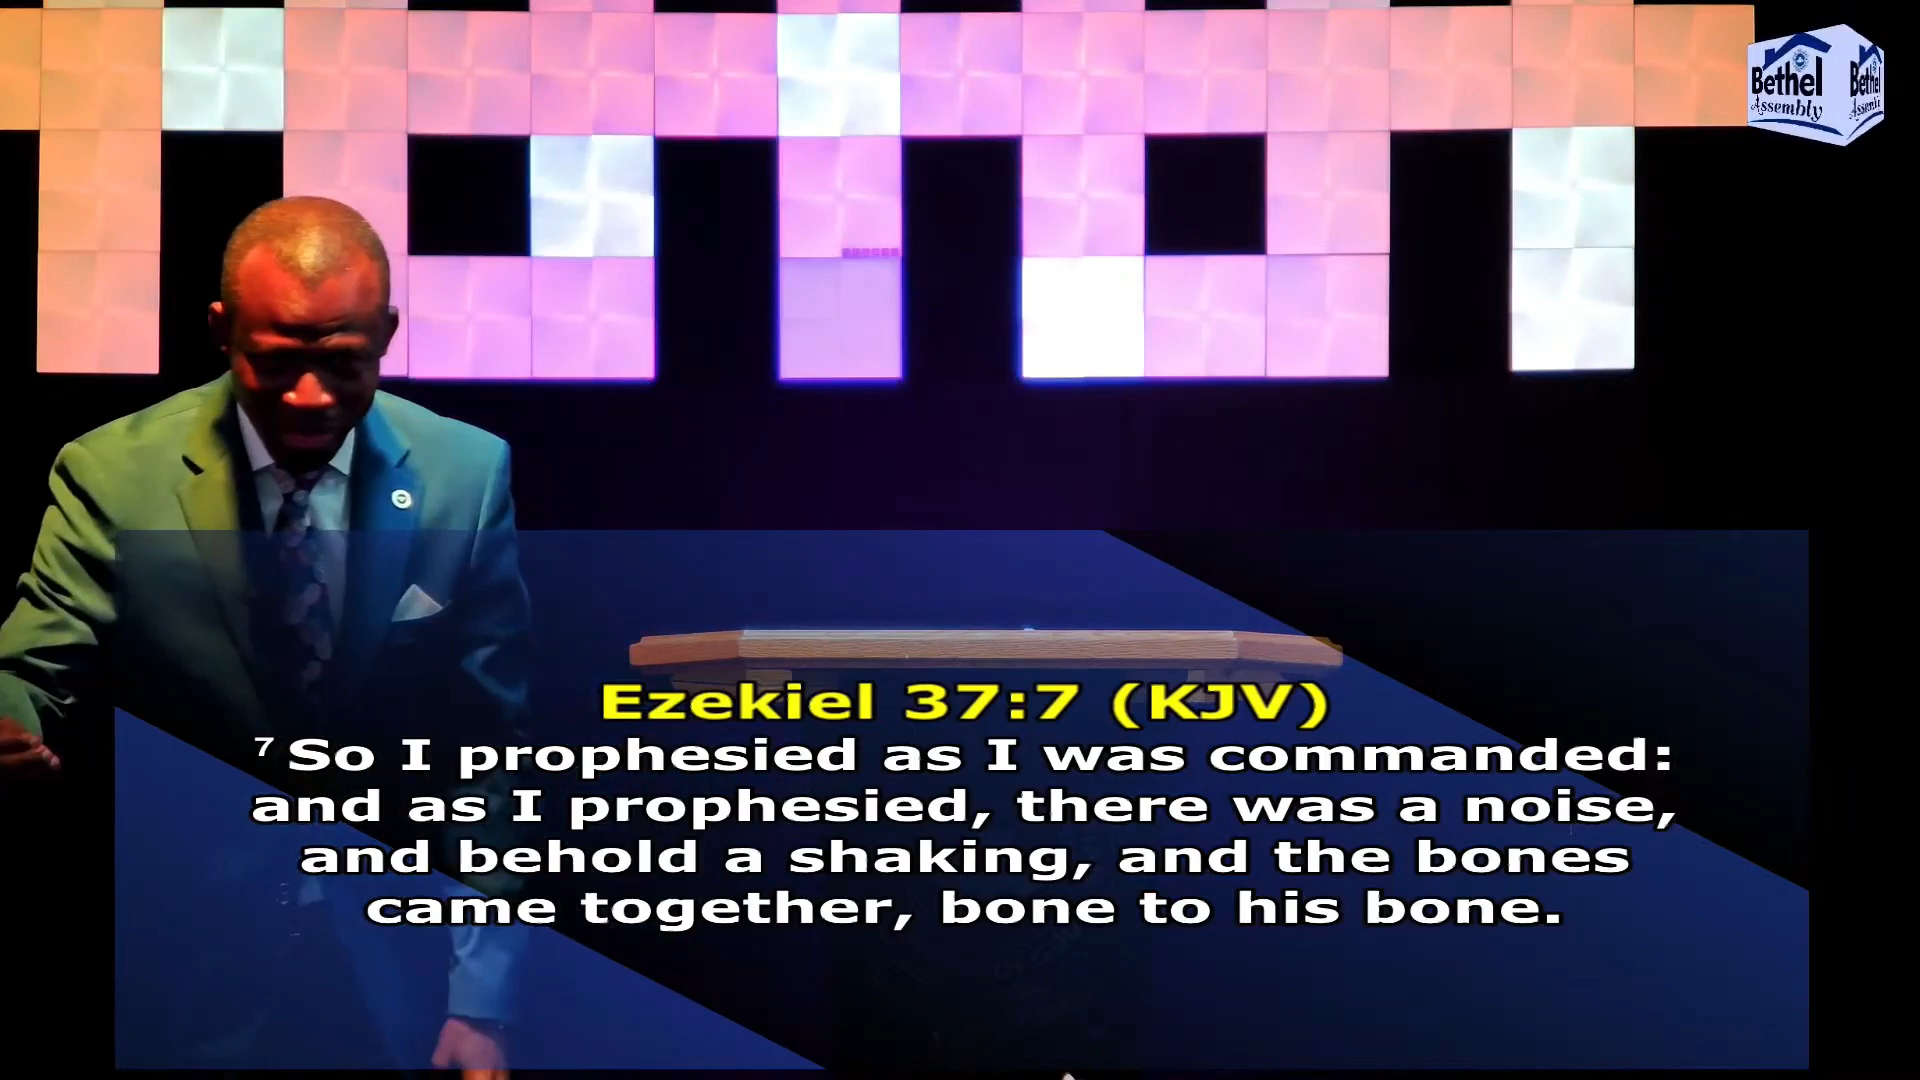 Bethel
Assembly
Bethel
Assembly
Ezekiel 37:7 (KJV)
7 So I prophesied as I was commanded:
and as I prophesied, there was a noise,
and behold a shaking, and the bones
came together, bone to his bone.